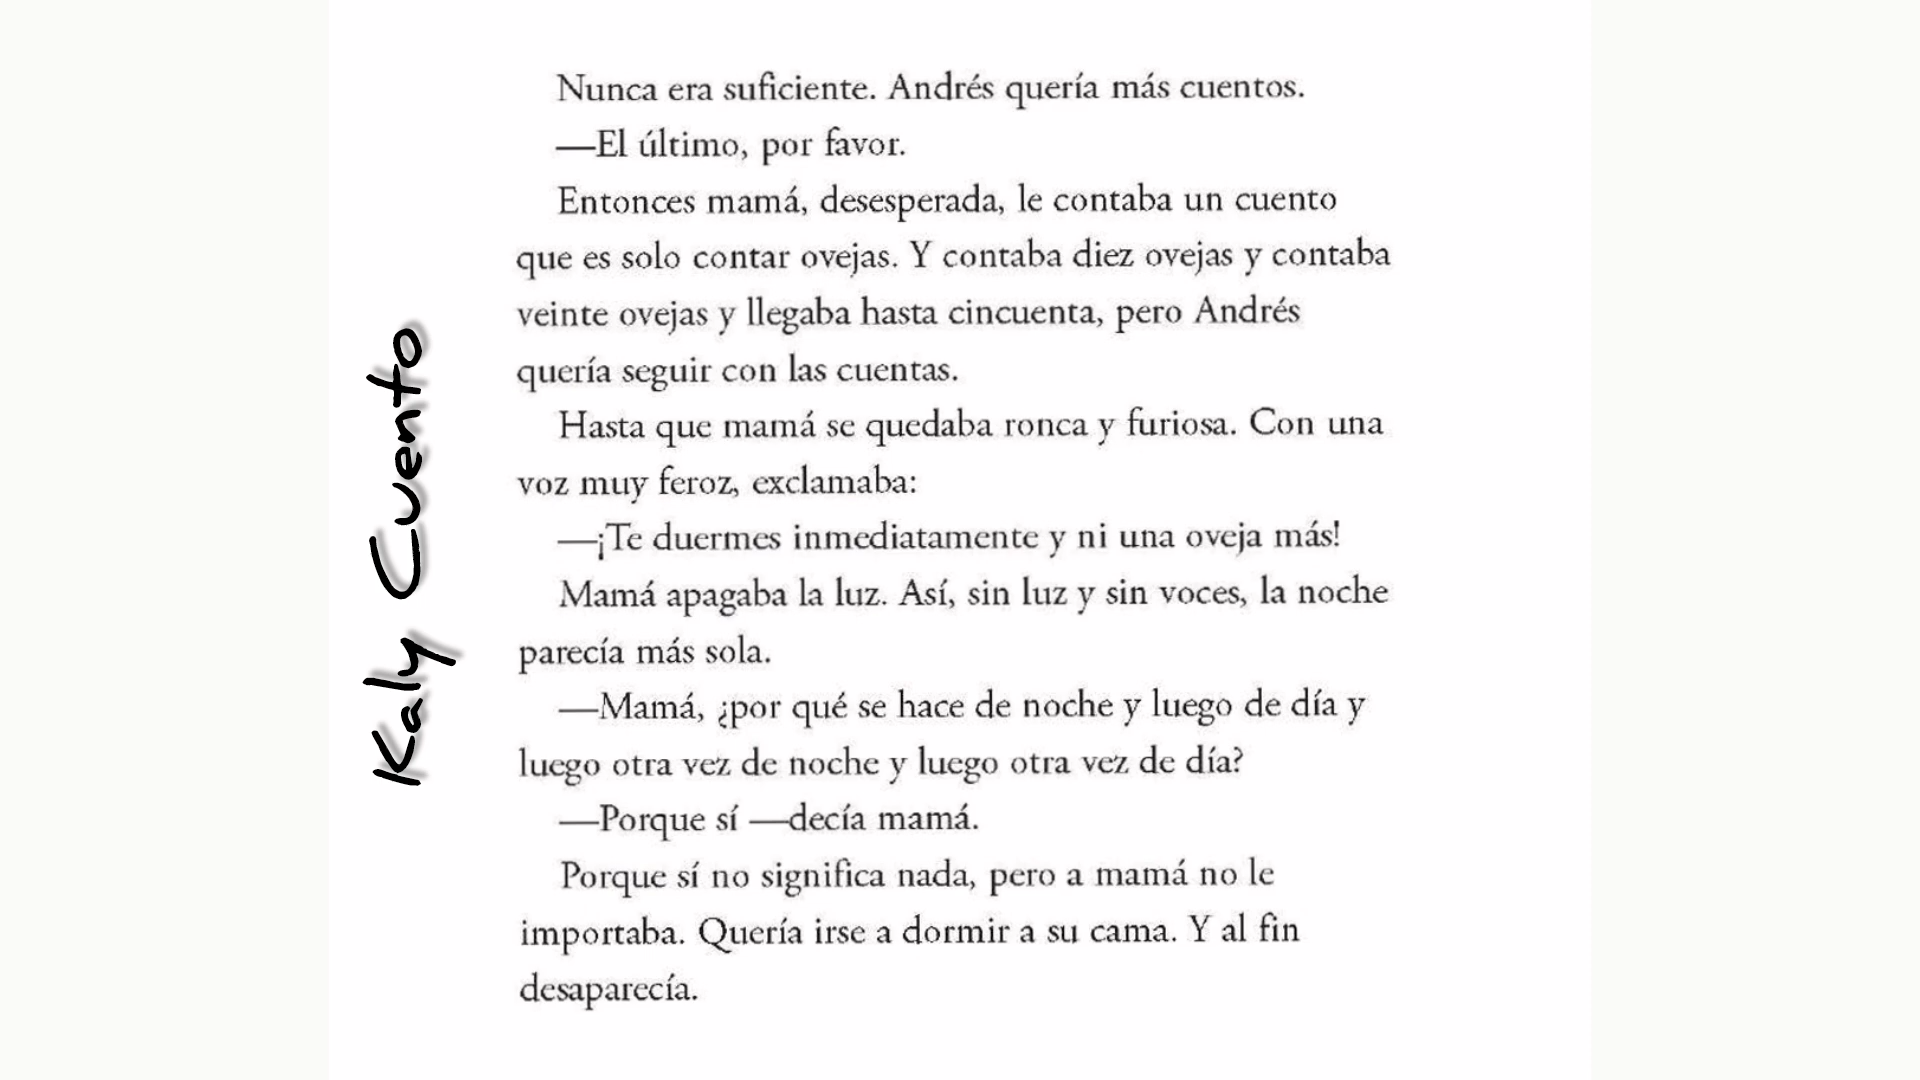 Nunca era suficiente. Andrés quería más cuentos.
—El último, por favor.
Entonces mamá, desesperada, le contaba un cuento
que es solo contar ovejas. Y contaba diez ovejas y contaba
veinte ovejas y llegaba hasta cincuenta, pero Andrés
quería seguir con las cuentas.
Hasta que mamá se quedaba ronca y furiosa. Con una
voz muy feroz, exclamaba:
—¡Te duermes inmediatamente y ni una oveja más!
Mamá apagaba la luz. Así, sin luz y sin voces, la noche
parecía más sola.
—Mamá, ¿por qué se hace de noche y luego de día y
luego otra vez de noche y luego otra vez de día?
—Porque sí —decía mamá.
Porque sí no significa nada, pero a mamá no le
importaba. Quería irse a dormir a su cama. Y al fin
desaparecía.
Kaly Cuento